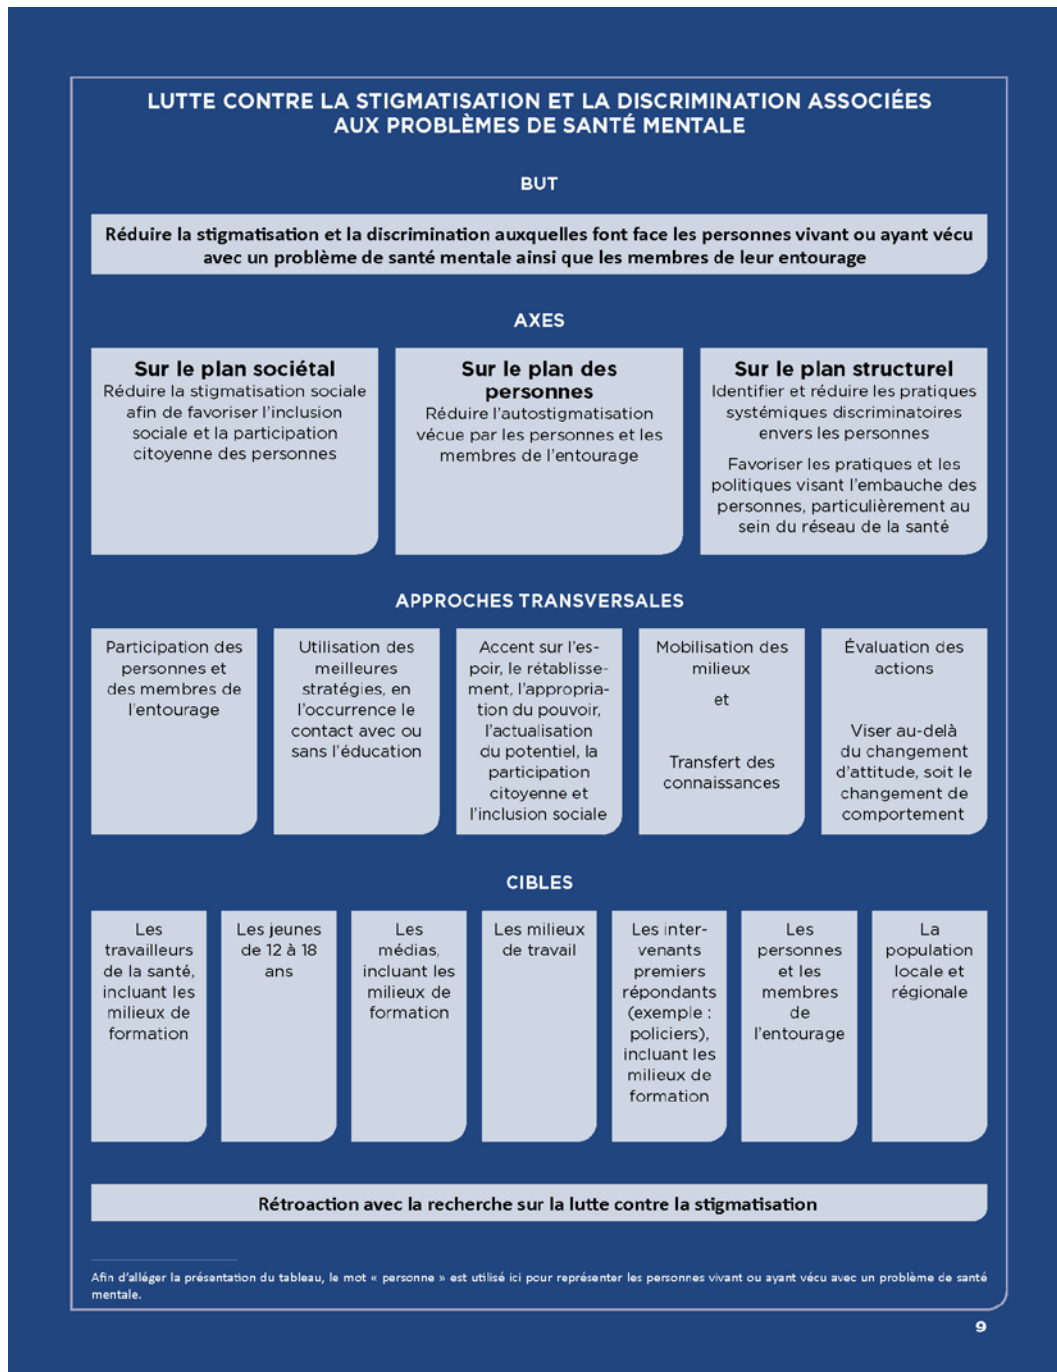 LUTTE CONTRE LA STIGMATISATION ET LA DISCRIMINATION ASSOCIÉES
AUX PROBLÈMES DE SANTÉ MENTALE
BUT
Réduire la stigmatisation et la discrimination auxquelles font face les personnes vivant ou ayant vécu
avec un problème de santé mentale ainsi que les membres de leur entourage
AXES
Sur le plan sociétal
Réduire la stigmatisation sociale
afin de favoriser l'inclusion
sociale et la participation
citoyenne des personnes
Sur le plan des
personnes
Réduire l'autostigmatisation
vécue par les personnes et les
membres de l'entourage
Sur le plan structurel
Identifier et réduire les pratiques
systémiques discriminatoires
envers les personnes
Favoriser les pratiques et les
politiques visant l'embauche des
personnes, particulièrement au
sein du réseau de la santé
APPROCHES TRANSVERSALES
Participation des
personnes et
des membres de
l'entourage
Utilisation des
meilleures
stratégies, en
l'occurrence le
contact avec ou
sans l'éducation
Accent sur l'es-
poir, le rétablisse-
ment, l'appropria-
tion du pouvoir,
l'actualisation
du potentiel, la
participation
citoyenne et
l'inclusion sociale
Mobilisation des
milieux
et
Transfert des
connaissances
Évaluation des
actions
Viser au-delà
du changement
d'attitude, soit le
changement de
comportement
CIBLES
Les
travailleurs
de la santé,
incluant les
milieux de
formation
Les jeunes
de 12 à 18
ans
Les
médias,
incluant les
milieux de
formation
Les milieux
de travail
Les inter-
venants
premiers
répondants
(exemple :
policiers),
incluant les
milieux de
formation
Les
personnes
et les
membres
de
l'entourage
La
population
locale et
régionale
Rétroaction avec la recherche sur la lutte contre la stigmatisation
Afin d'alléger la présentation du tableau, le mot « personne » est utilisé ici pour représenter les personnes vivant ou ayant vécu avec un problème de santé
mentale.
9